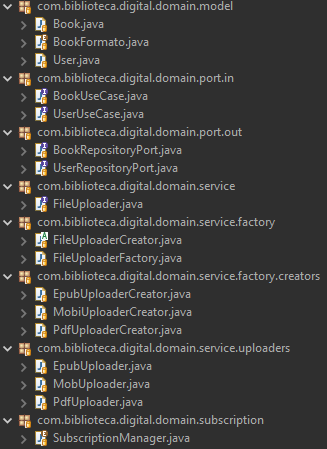 com.biblioteca.digital.domain.model
Book.java
BookFormato.java
User.java
com.biblioteca.digital.domain.port.in
BookUseCase.java
UserUseCase.java
com.biblioteca.digital.domain.port.out
BookRepositoryPort.java
UserRepositoryPort.java
com.biblioteca.digital.domain.service
FileUploader.java
com.biblioteca.digital.domain.service.factory
FileUploaderCreator.java
FileUploaderFactory.java
com.biblioteca.digital.domain.service.factory.creators
EpubUploaderCreator.java
MobiUploaderCreator.java
PdfUploaderCreator.java
com.biblioteca.digital.domain.service.uploaders
EpubUploader.java
MobUploader.java
PdfUploader.java
com.biblioteca.digital.domain.subscription
SubscriptionManager.java